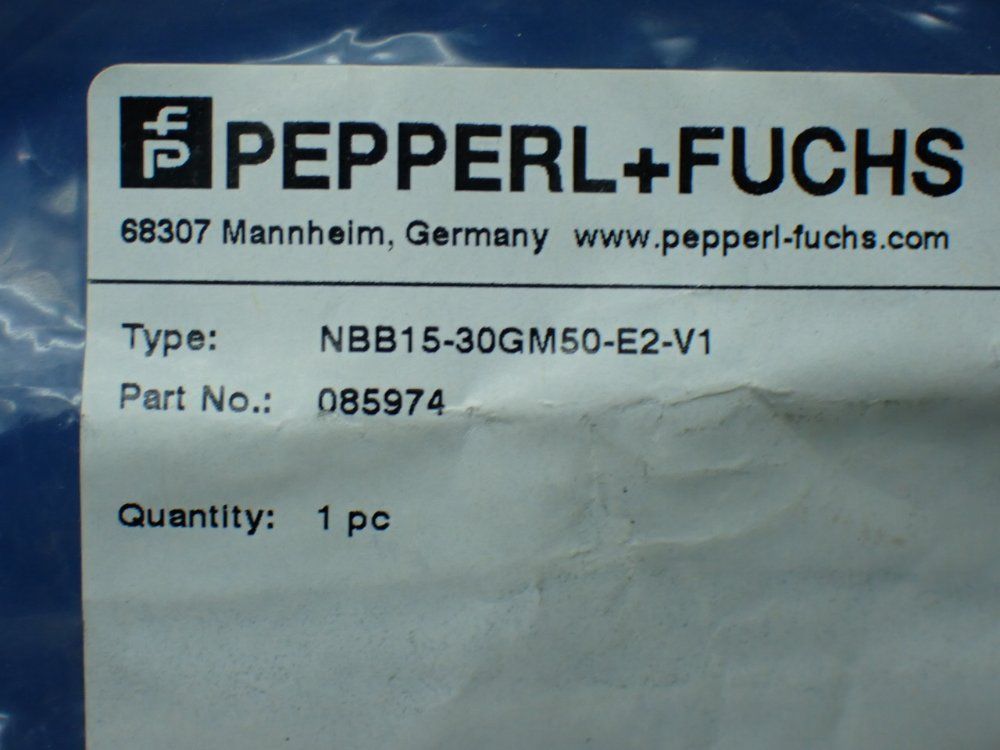 fp PEPPERL+FUCHS
68307 Mannheim, Germany www.pepperl-fuchs.com
Type: NBB15-30GM50-E2-V1
Part No.: 085974
Quantity: 1 pc